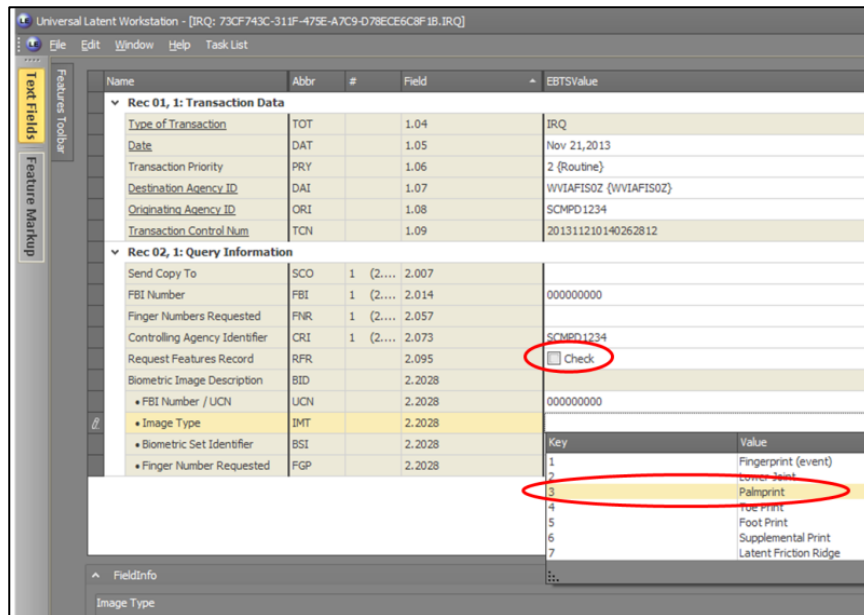 Universal Latent Workstation - [IRQ: 73CF743C-311F-475E-A7C9-D78ECE6C8F1B.IRQ]
File Edit Window Help Task List
Text Fields
Feature Markup
Features Toolbar
Name Abbr # Field EBTSValue
Rec 01, 1: Transaction Data
Type of Transaction TOT 1.04 IRQ
Date DAT 1.05 Nov 21,2013
Transaction Priority PRY 1.06 2 {Routine}
Destination Agency ID DAI 1.07 WVIAFIS0Z {WVIAFIS0Z}
Originating Agency ID ORI 1.08 SCMPD1234
Transaction Control Num TCN 1.09 201311210140262812
Rec 02, 1: Query Information
Send Copy To SCO 1 (2.... 2.007
FBI Number FBI 1 (2.... 2.014 000000000
Finger Numbers Requested FNR 1 (2.... 2.057
Controlling Agency Identifier CRI 1 (2.... 2.073 SCMPD1234
Request Features Record RFR 2.095 Check
Biometric Image Description BID 2.2028
• FBI Number / UCN UCN 2.2028 000000000
• Image Type IMT 2.2028
• Biometric Set Identifier BSI 2.2028
• Finger Number Requested FGP 2.2028
Key Value
1 Fingerprint (event)
2 Lower Joint
3 Palmprint
4 Toe Print
5 Foot Print
6 Supplemental Print
7 Latent Friction Ridge
FieldInfo
Image Type